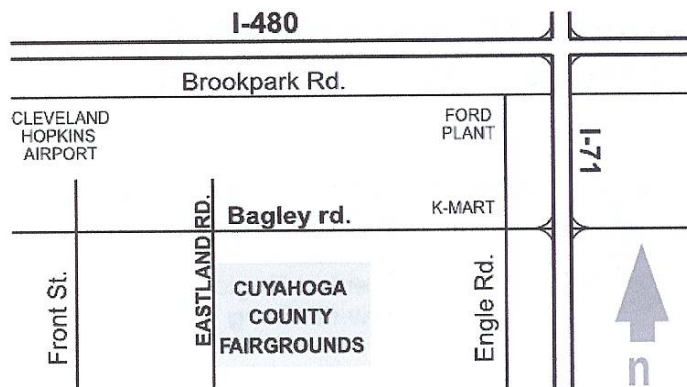 I-480
Brookpark Rd.
CLEVELAND
HOPKINS
AIRPORT
FORD
PLANT
I-71
K-MART
Bagley rd.
EASTLAND RD.
Front St.
CUYAHOGA
COUNTY
FAIRGROUNDS
Engle Rd.
n